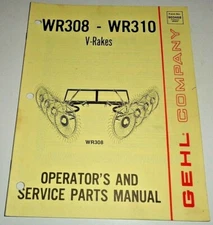 WR308 - WR310
V-Rakes
WR308
OPERATOR'S AND
SERVICE PARTS MANUAL
GEHL COMPANY